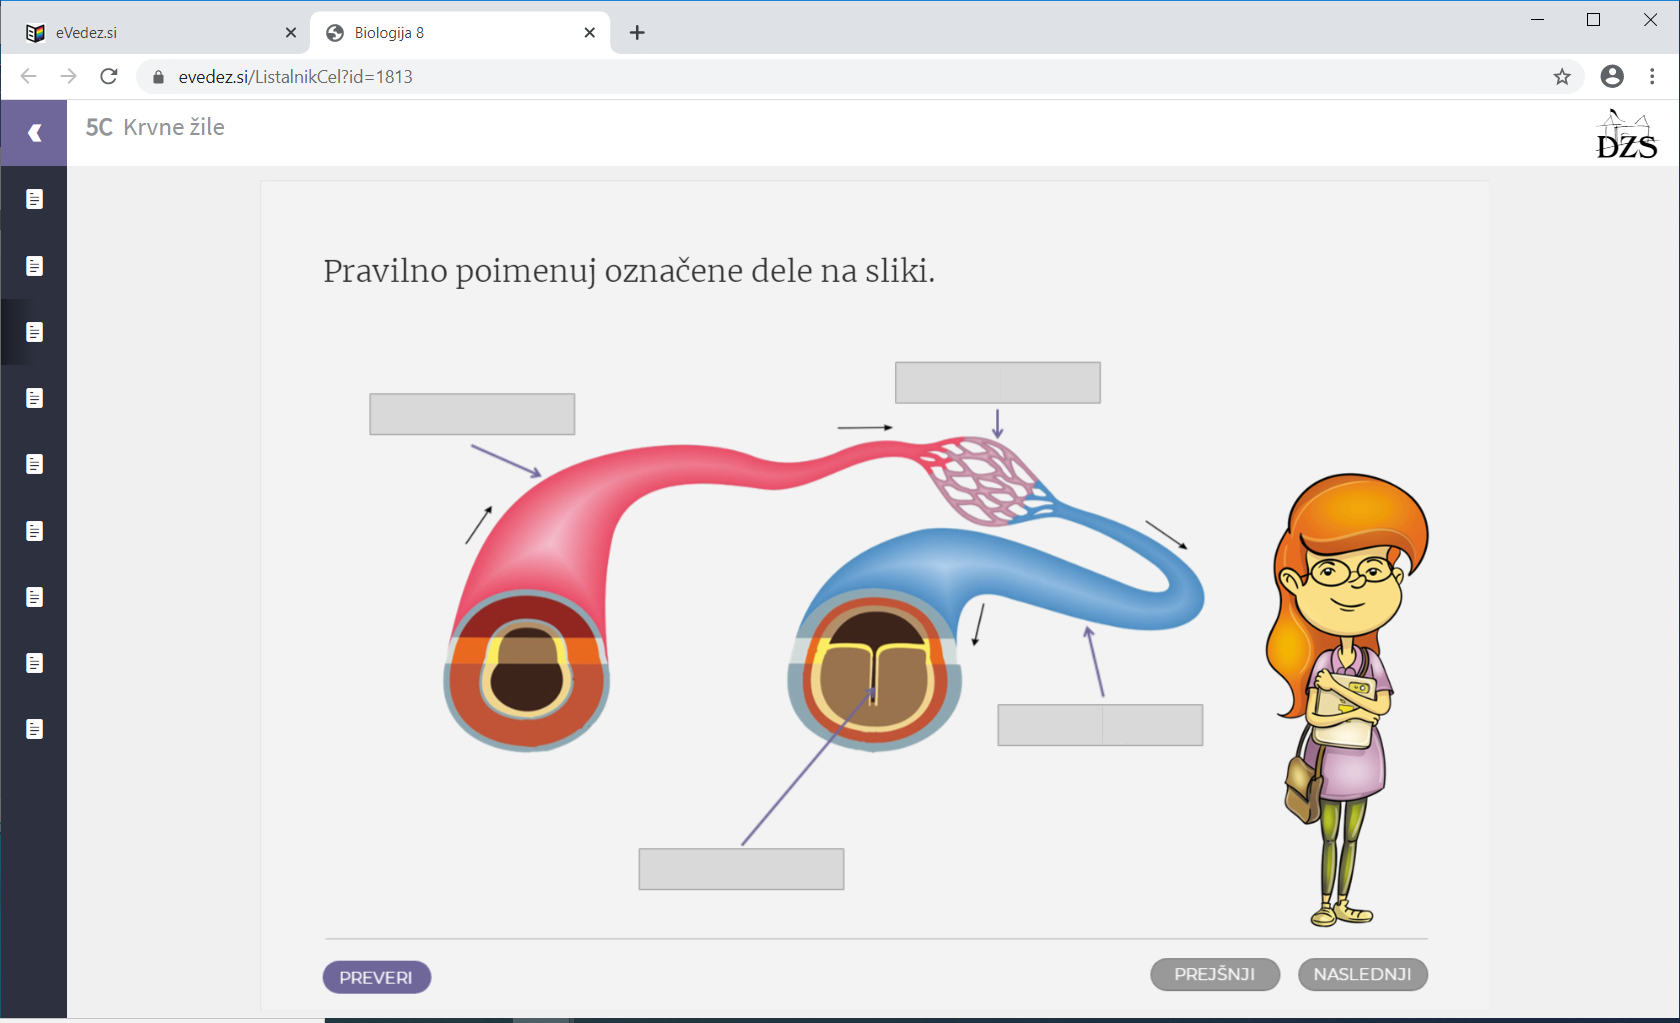 eVedez.si
Biologija 8
evedez.si/ListalnikCel?id=1813
5C Krvne žile
DZS
Pravilno poimenuj označene dele na sliki.
PREVERI
PREJŠNJI
NASLEDNJI